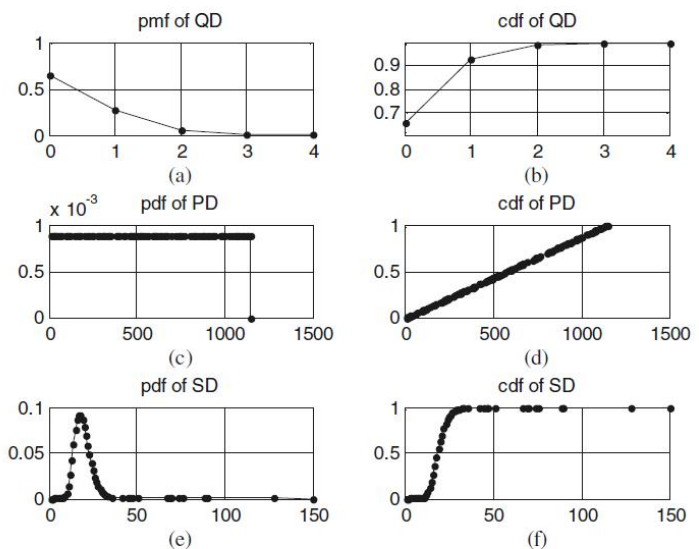 pmf of QD
1
0.5
0
0 1 2 3 4
(a)
cdf of QD
0.9
0.8
0.7
0 1 2 3 4
(b)
pdf of PD
x 10^-3
1
0.5
0
0 500 1000 1500
(c)
cdf of PD
1
0.5
0
500 1000 1500
(d)
pdf of SD
0.1
0.05
0
0 50 100 150
(e)
cdf of SD
1
0.5
0
0 50 100 150
(f)